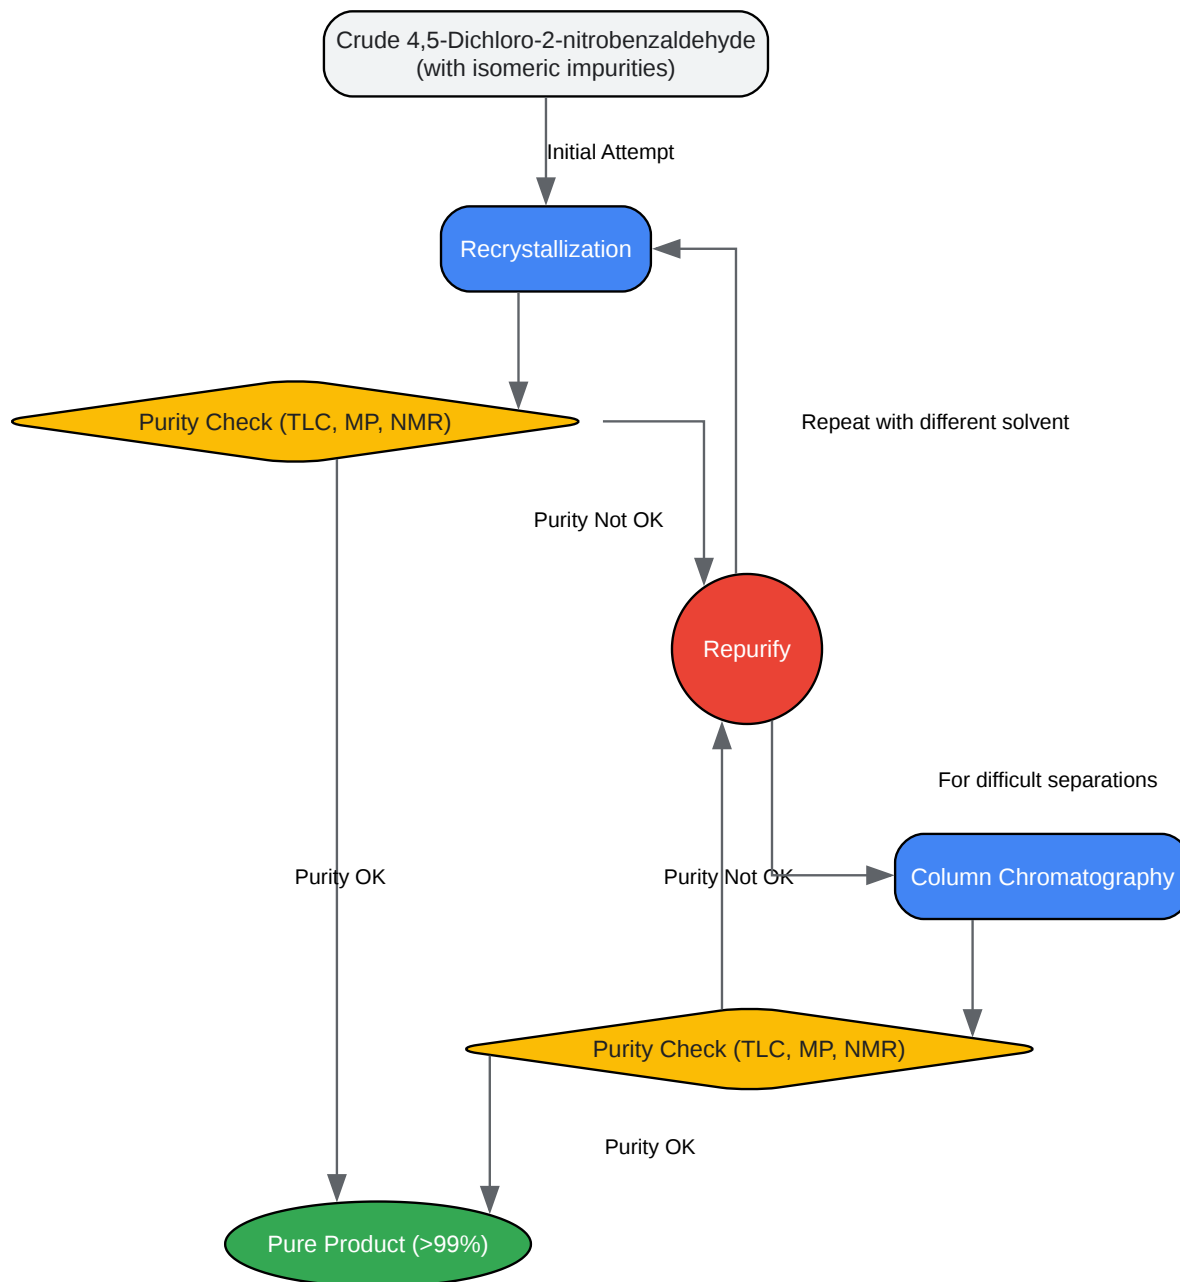 Crude 4,5-Dichloro-2-nitrobenzaldehyde
(with isomeric impurities)
Initial Attempt
Recrystallization
Purity Check (TLC, MP, NMR)
Repeat with different solvent
Purity Not OK
Repurify
For difficult separations
Purity OK
Purity Not OK
Column Chromatography
Purity Check (TLC, MP, NMR)
Purity OK
Pure Product (>99%)